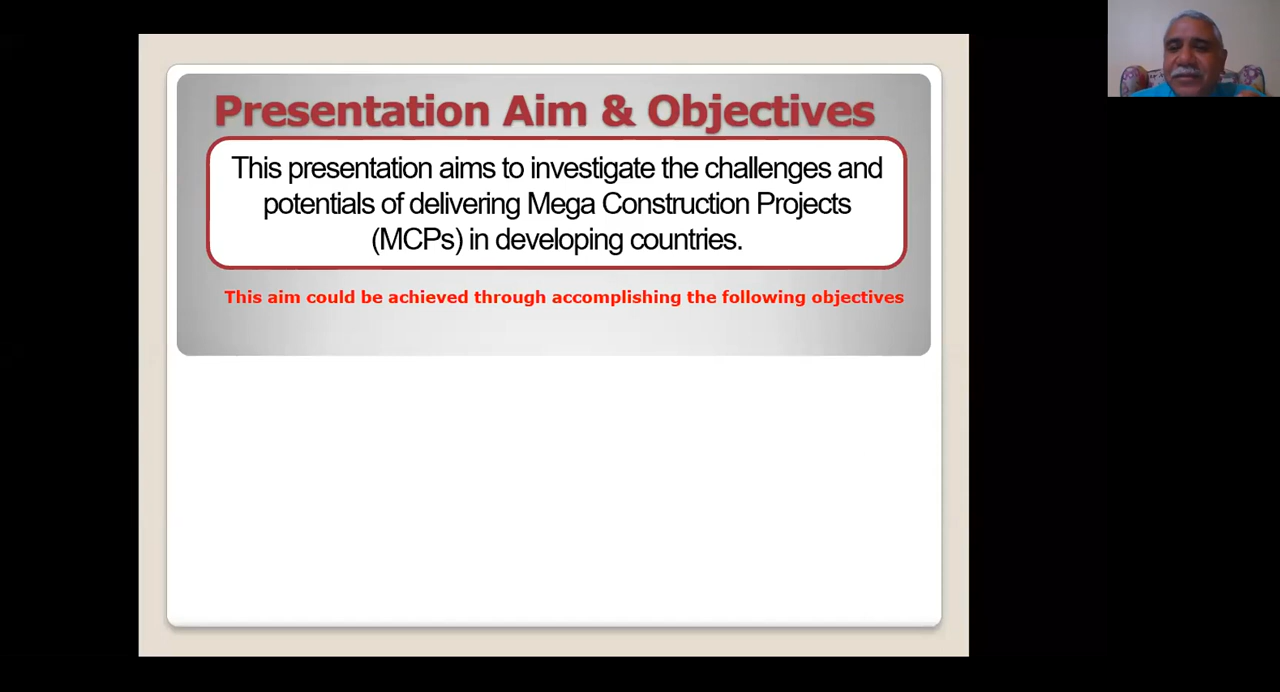 Presentation Aim & Objectives
This presentation aims to investigate the challenges and
potentials of delivering Mega Construction Projects
(MCPs) in developing countries.
This aim could be achieved through accomplishing the following objectives